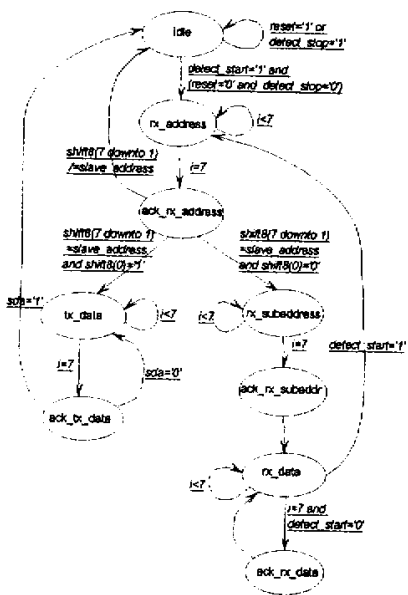 idle
reset='1' or
detect_stop='1'
detect_start='1' and
(reset='0' and detect_stop='0')
rx_address
i<7
shift8(7 downto 1)
/=slave_address
i=7
ack_rx_address
shift8(7 downto 1)
=slave_address
and shift8(0)='1'
shift8(7 downto 1)
=slave_address
and shift8(0)='0'
sda='1'
tx_data
i<7
i<7
rx_subaddress
i=7
sda='0'
i=7
detect_start='1'
ack_tx_data
ack_rx_subaddr
rx_data
i<7
i=7 and
detect_start='0'
ack_rx_data